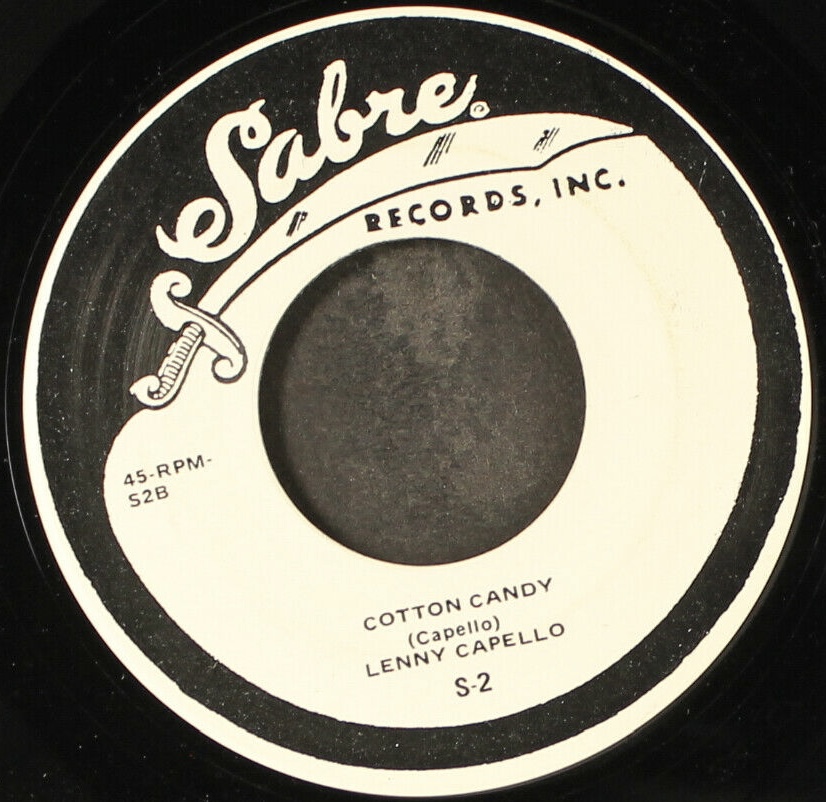 Sabre
RECORDS, INC.
45-RPM-
S2B
COTTON CANDY
(Capello)
LENNY CAPELLO
S-2